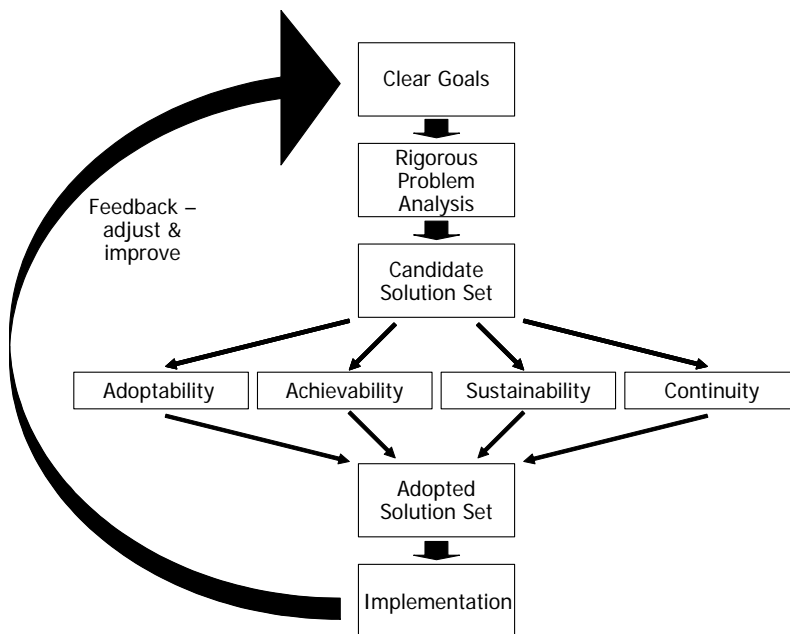 Clear Goals
Rigorous
Problem
Analysis
Feedback –
adjust &
improve
Candidate
Solution Set
Adoptability
Achievability
Sustainability
Continuity
Adopted
Solution Set
Implementation